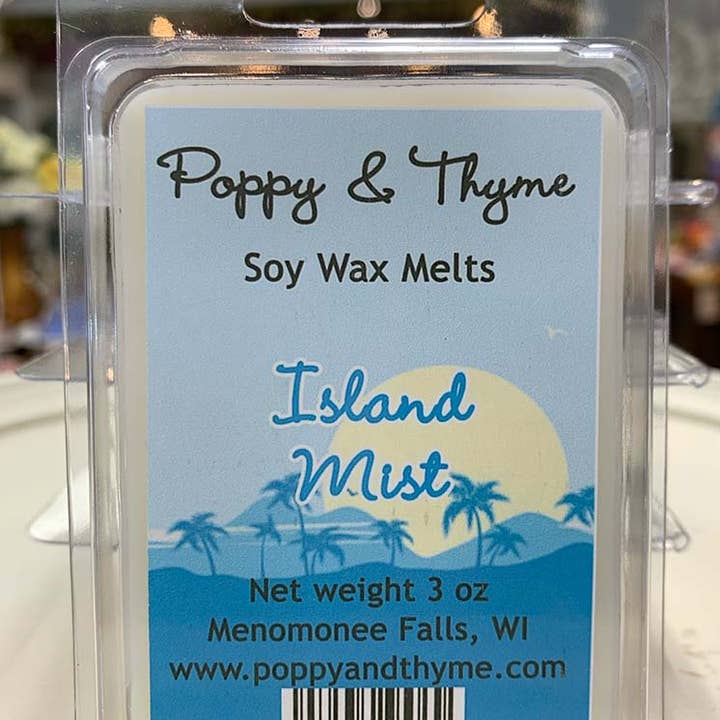 Poppy & Thyme
Soy Wax Melts
Island
Mist
Net weight 3 oz
Menomonee Falls, WI
www.poppyandthyme.com